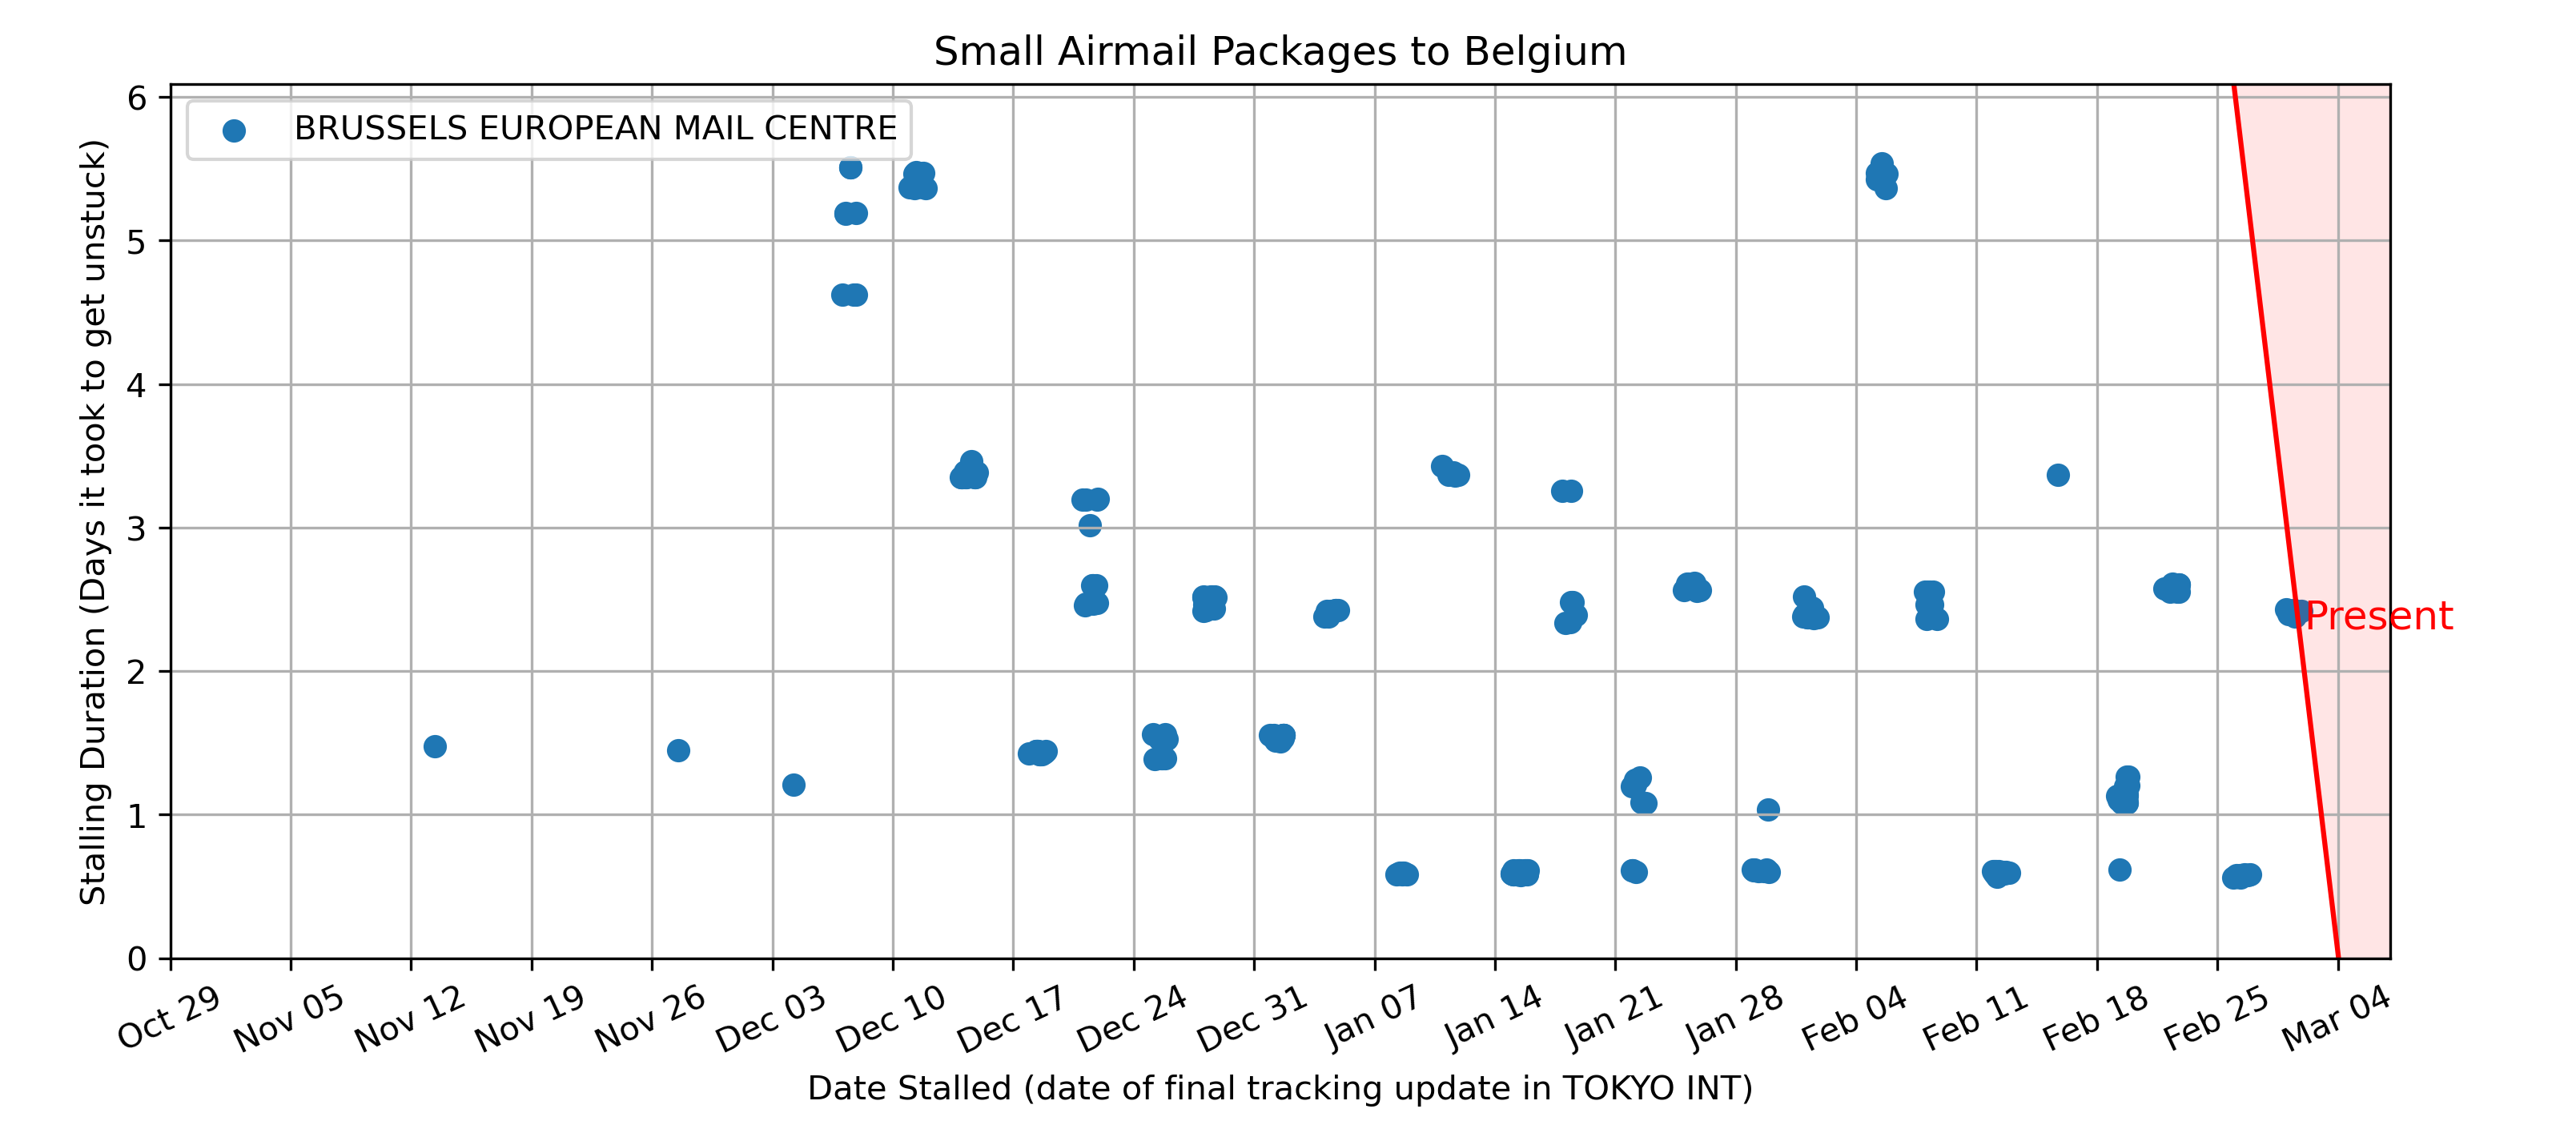 Small Airmail Packages to Belgium
BRUSSELS EUROPEAN MAIL CENTRE
Stalling Duration (Days it took to get unstuck)
6
5
4
3
2
1
0
Present
Oct 29
Nov 05
Nov 12
Nov 19
Nov 26
Dec 03
Dec 10
Dec 17
Dec 24
Dec 31
Jan 07
Jan 14
Jan 21
Jan 28
Feb 04
Feb 11
Feb 18
Feb 25
Mar 04
Date Stalled (date of final tracking update in TOKYO INT)